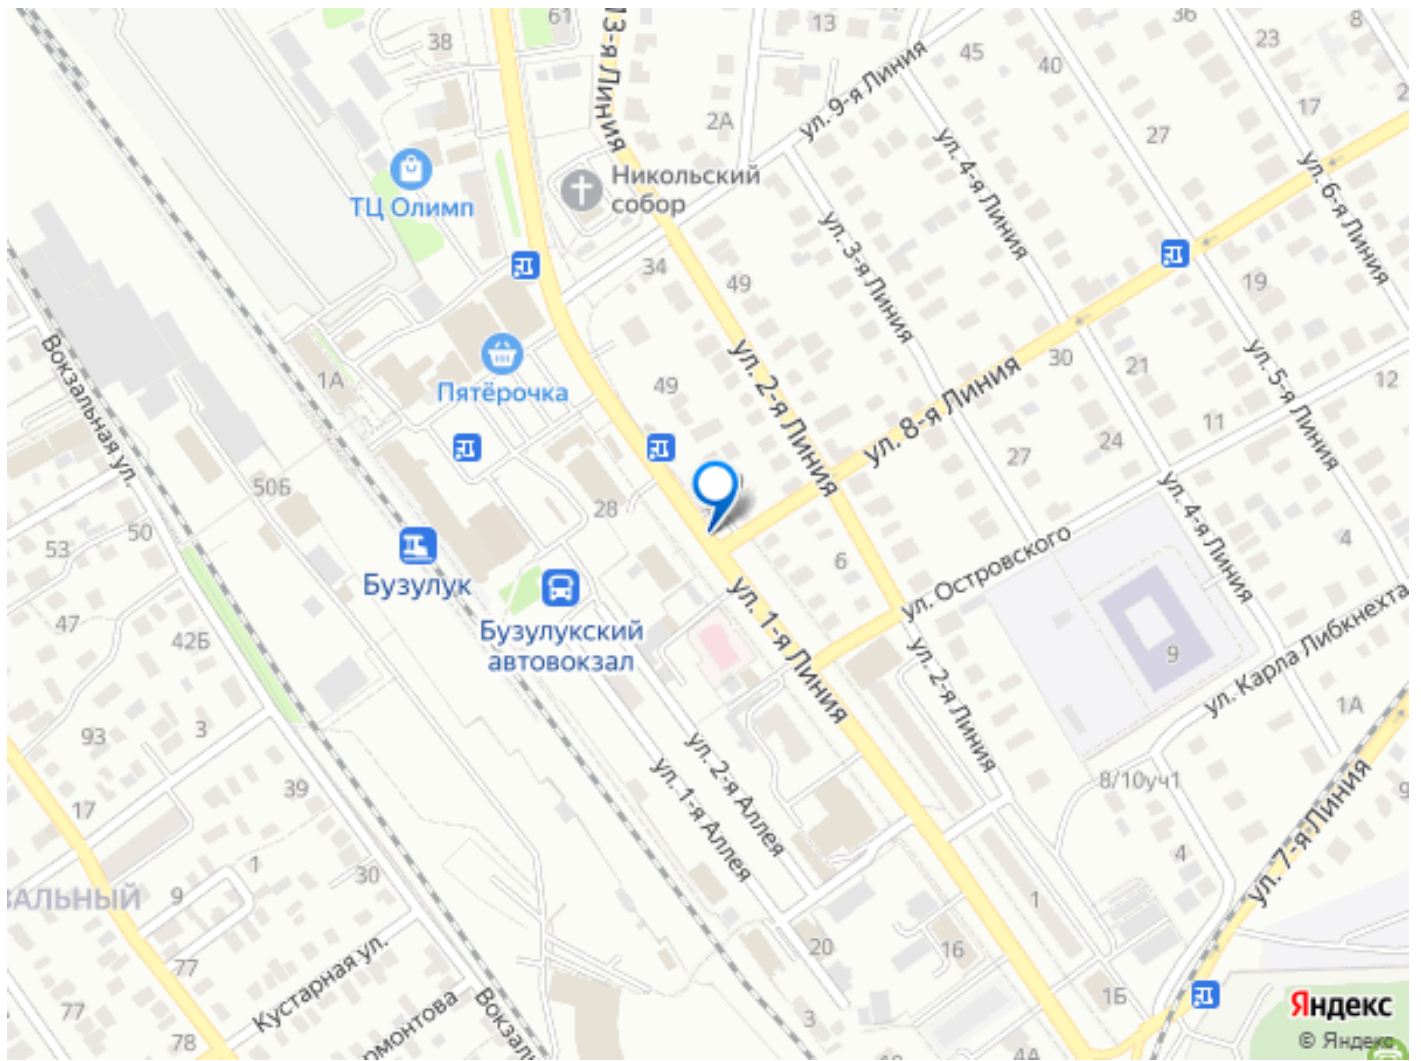 61
13
36
8
38
23
45
40
13-я Линия
ул. 9-я Линия
17
2А
27
ул. 4-я Линия
Никольский
собор
ул. 6-я Линия
ТЦ Олимп
ул. 3-я Линия
34
49
19
Вокзальная ул.
ул. 2-я Линия
30
21
ул. 5-я Линия
1А
49
Пятёрочка
ул. 8-я Линия
12
11
24
27
50Б
28
ул. 4-я Линия
50
53
4
ул. Островского
6
Бузулук
ул. 1-я Линия
ул. Карла Либкнехта
47
42Б
Бузулукский
автовокзал
9
ул. 2-я Линия
1А
93
3
ул. 2-я Аллея
ул. 1-я Аллея
8/10уч1
39
17
ул. 7-я Линия
9
4
1
30
9
ЗАЛЬНЫЙ
1
20
16
77
Кустарная ул.
1Б
77
78
рмонтова
Вокзаль
3
4А
Яндекс
© Яндекс